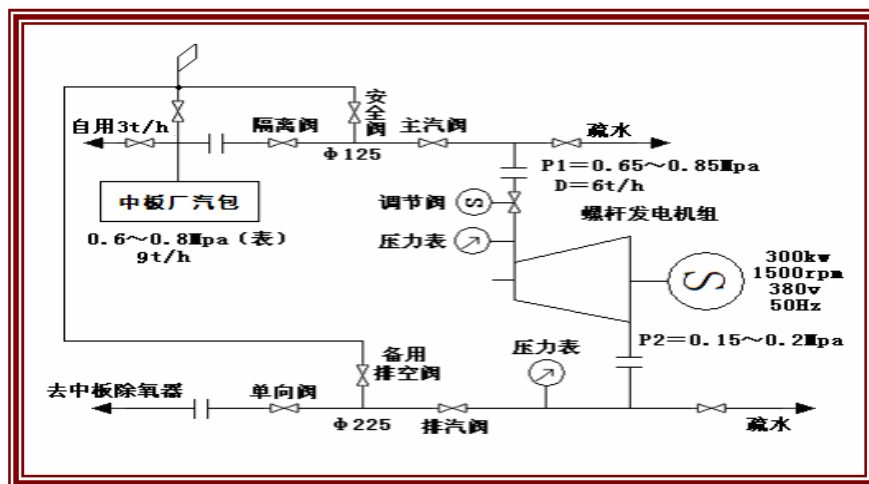 安全阀
自用3t/h
隔离阀
主汽阀
疏水
Φ125
P1=0.65~0.85Mpa
D=6t/h
中板厂汽包
调节阀
S
螺杆发电机组
0.6~0.8Mpa（表）
9t/h
压力表
S
300kw
1500rpm
380v
50Hz
P2=0.15~0.2Mpa
备用
排空阀
压力表
去中板除氧器
单向阀
Φ225
排汽阀
疏水